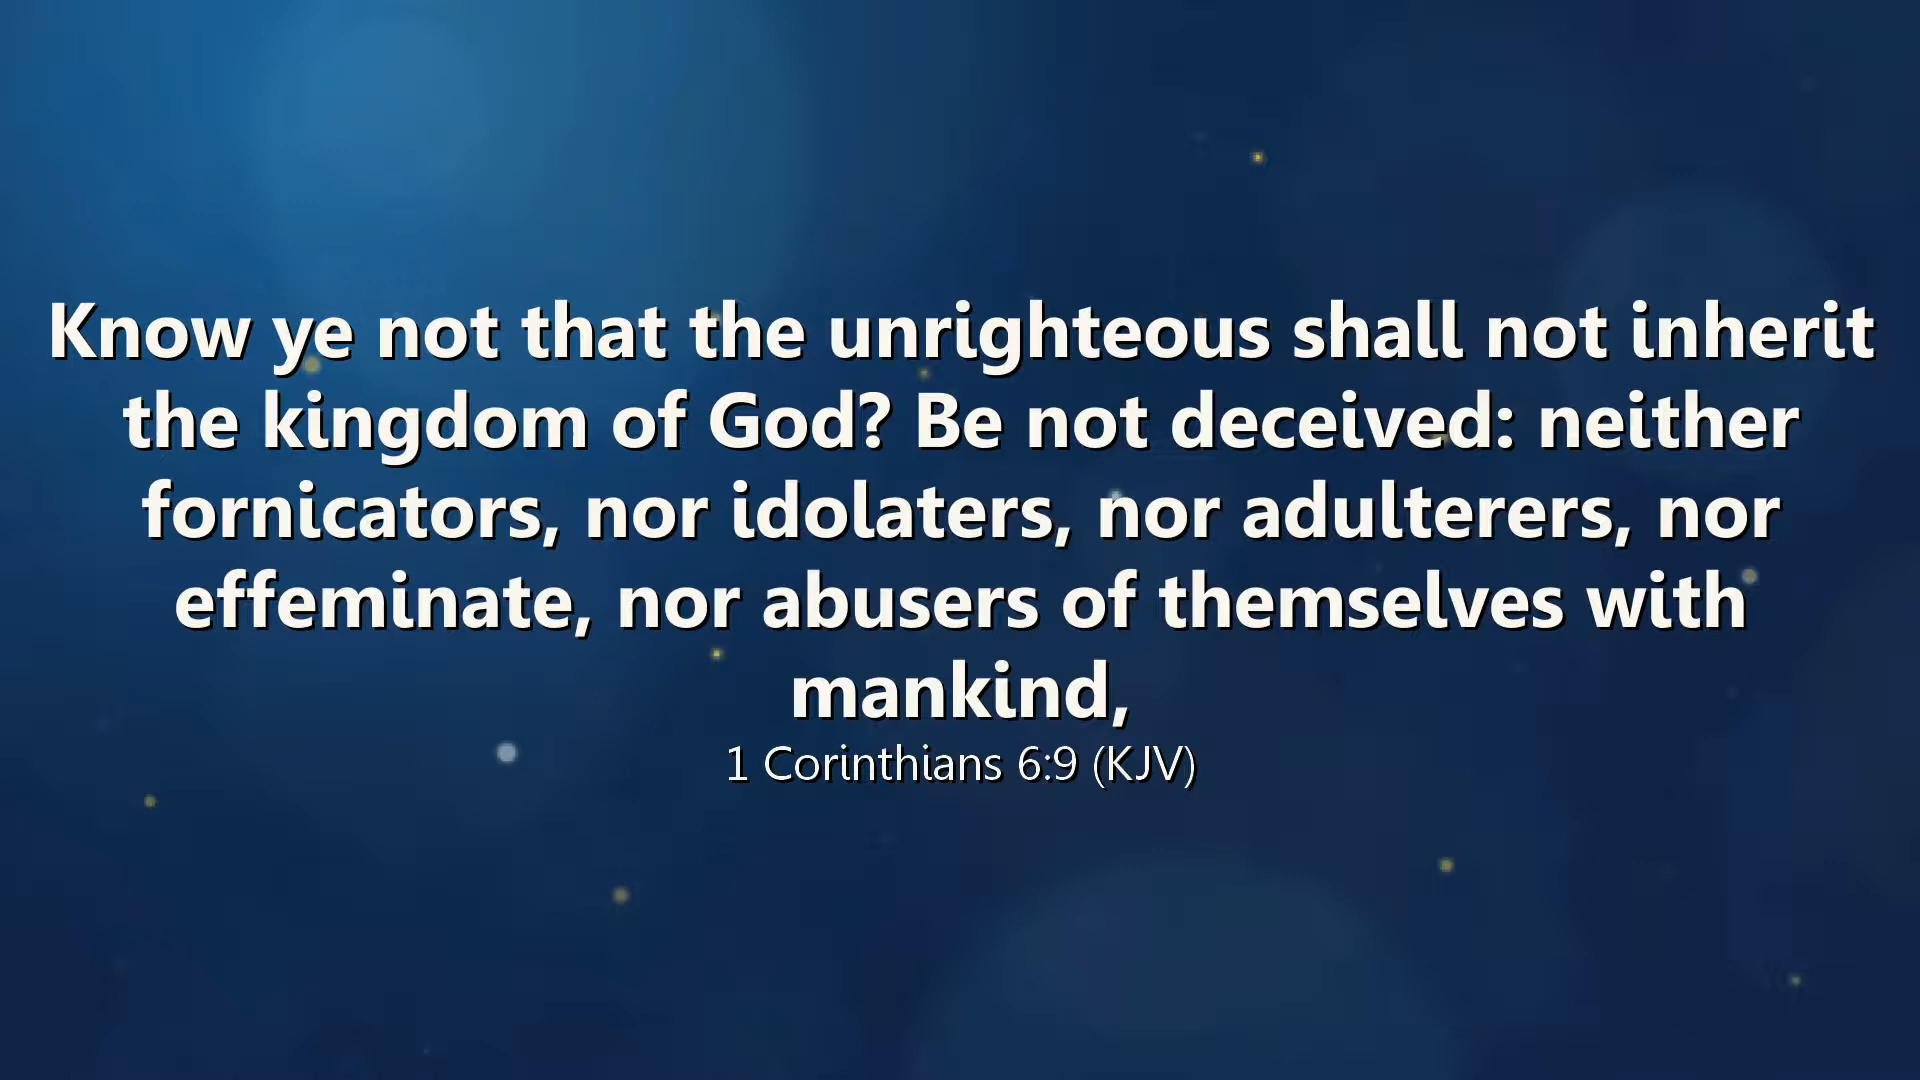 Know ye not that the unrighteous shall not inherit
the kingdom of God? Be not deceived: neither
fornicators, nor idolaters, nor adulterers, nor
effeminate, nor abusers of themselves with
mankind,
1 Corinthians 6:9 (KJV)